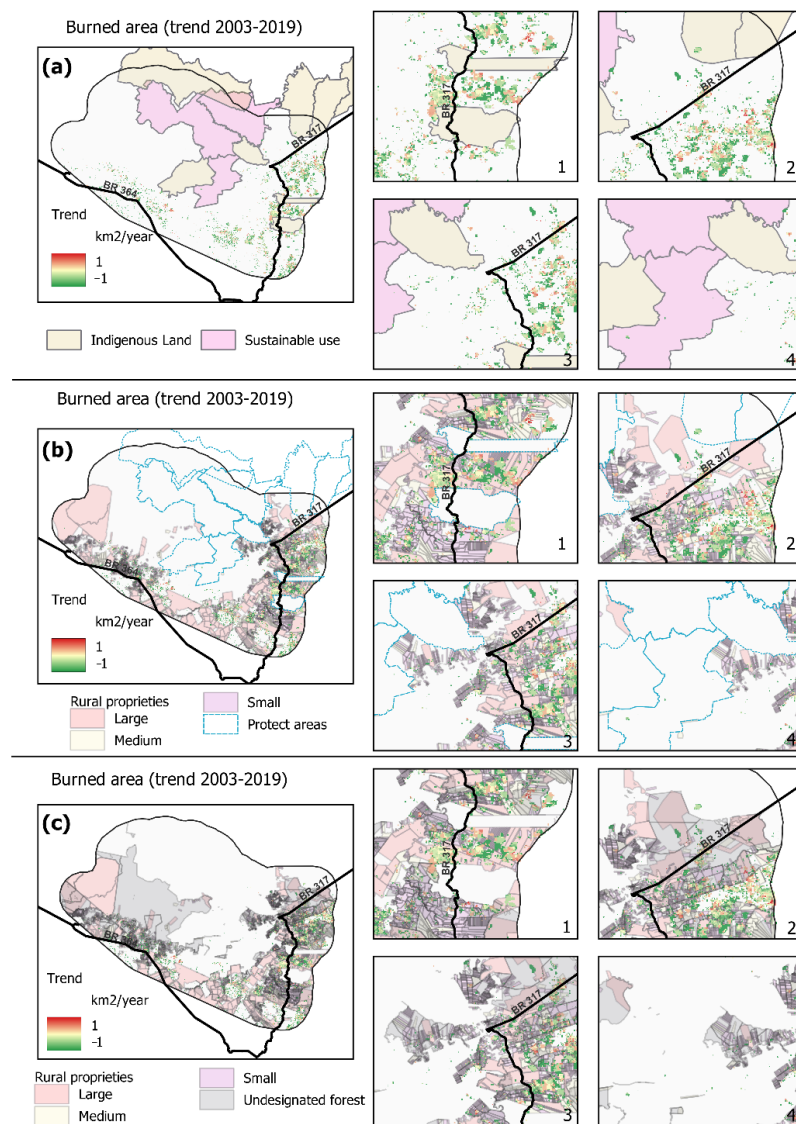 Burned area (trend 2003-2019)
(a)
BR 317
BR 364
Trend
km2/year
1
-1
Indigenous Land
Sustainable use
BR 317
1
BR 317
2
BR 317
3
4
Burned area (trend 2003-2019)
(b)
BR 317
BR 364
Trend
km2/year
1
-1
Rural proprieties
Large
Medium
Small
Protect areas
BR 317
1
BR 317
2
BR 317
3
4
Burned area (trend 2003-2019)
(c)
BR 317
Trend
km2/year
1
-1
Rural proprieties
Large
Medium
Small
Undesignated forest
BR 317
1
BR 317
2
BR 317
3
4